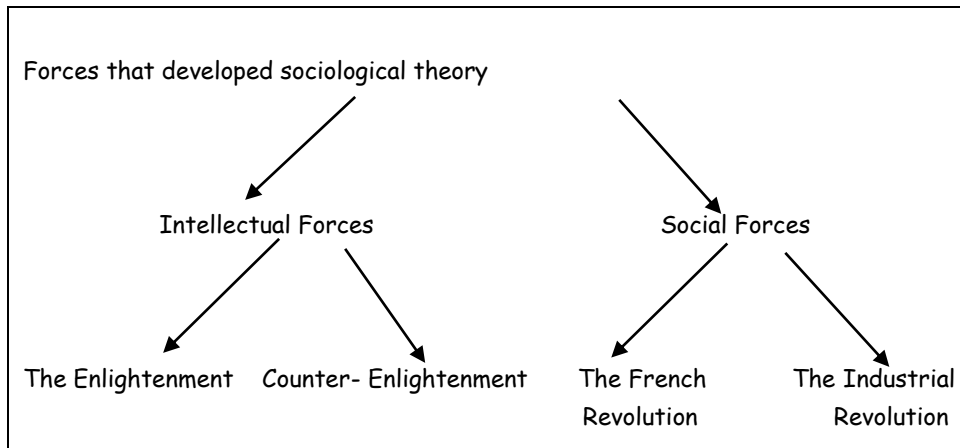 Forces that developed sociological theory
Intellectual Forces
Social Forces
The Enlightenment
Counter- Enlightenment
The French
Revolution
The Industrial
Revolution